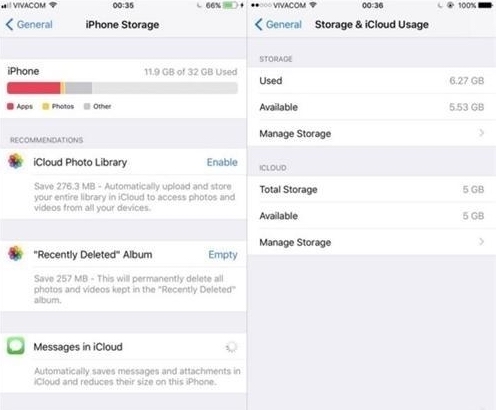 VIVACOM
00:35
66%
General
iPhone Storage
iPhone
11.9 GB of 32 GB Used
Apps
Photos
Other
RECOMMENDATIONS
iCloud Photo Library
Enable
Save 276.3 MB - Automatically upload and store
your entire library in iCloud to access photos and
videos from all your devices.
"Recently Deleted" Album
Empty
Save 257 MB - This will permanently delete all
photos and videos kept in the "Recently Deleted"
album.
Messages in iCloud
Automatically saves messages and attachments in
iCloud and reduces their size on this iPhone.
VIVACOM
00:36
100%
General
Storage & iCloud Usage
STORAGE
Used
6.27 GB
Available
5.53 GB
Manage Storage
ICLOUD
Total Storage
5 GB
Available
5 GB
Manage Storage